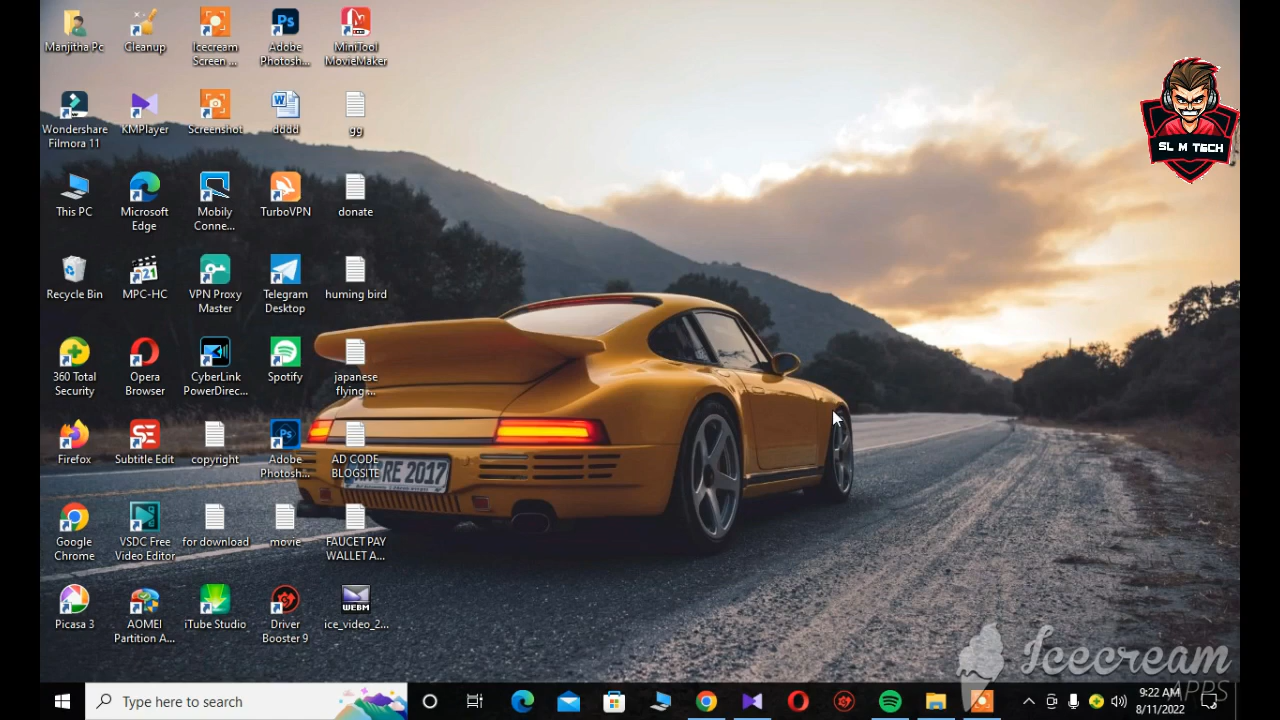 Manjitha Pc
Cleanup
Icecream
Screen ...
Adobe
Photosh...
MiniTool
MovieMaker
Wondershare
Filmora 11
KMPlayer
Screenshot
dddd
gg
This PC
Microsoft
Edge
Mobily
Conne...
TurboVPN
donate
Recycle Bin
MPC-HC
VPN Proxy
Master
Telegram
Desktop
huming bird
360 Total
Security
Opera
Browser
CyberLink
PowerDirec...
Spotify
japanese
flying...
Firefox
Subtitle Edit
copyright
Adobe
Photosh...
AD CODE
BLOGSITE
Google
Chrome
VSDC Free
Video Editor
for download
movie
FAUCET PAY
WALLET A...
Picasa 3
AOMEI
Partition A...
iTube Studio
Driver
Booster 9
WEBM
ice_video_2...
SL M TECH
RE 2017
Icecream
APPS
Type here to search
9:22 AM
8/11/2022